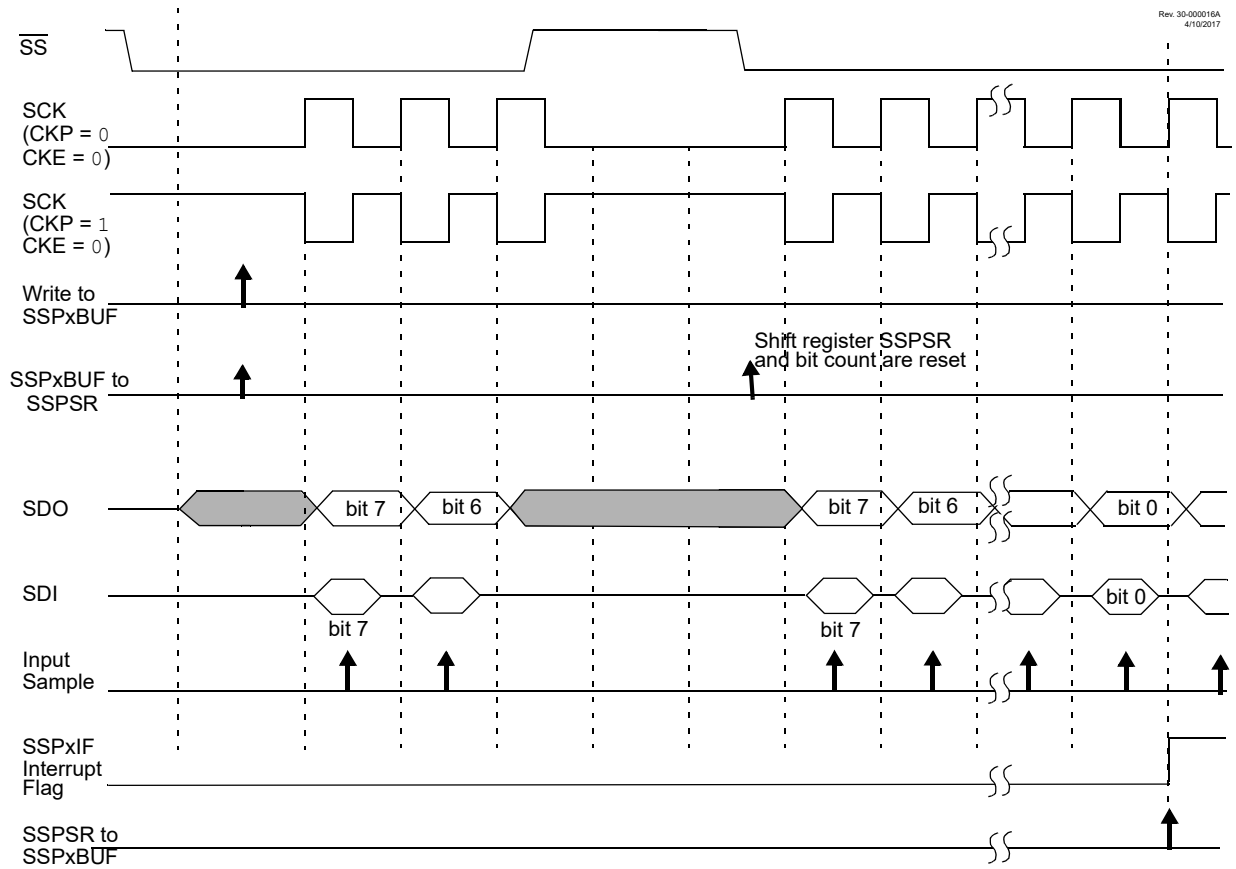 Rev. 30-000016A
4/10/2017
SS
SCK
(CKP = 0
CKE = 0)
SCK
(CKP = 1
CKE = 0)
Write to
SSPxBUF
Shift register SSPSR
and bit count are reset
SSPxBUF to
SSPSR
SDO
bit 7
bit 6
bit 7
bit 6
bit 0
SDI
bit 0
bit 7
bit 7
Input
Sample
SSPxIF
Interrupt
Flag
SSPSR to
SSPxBUF